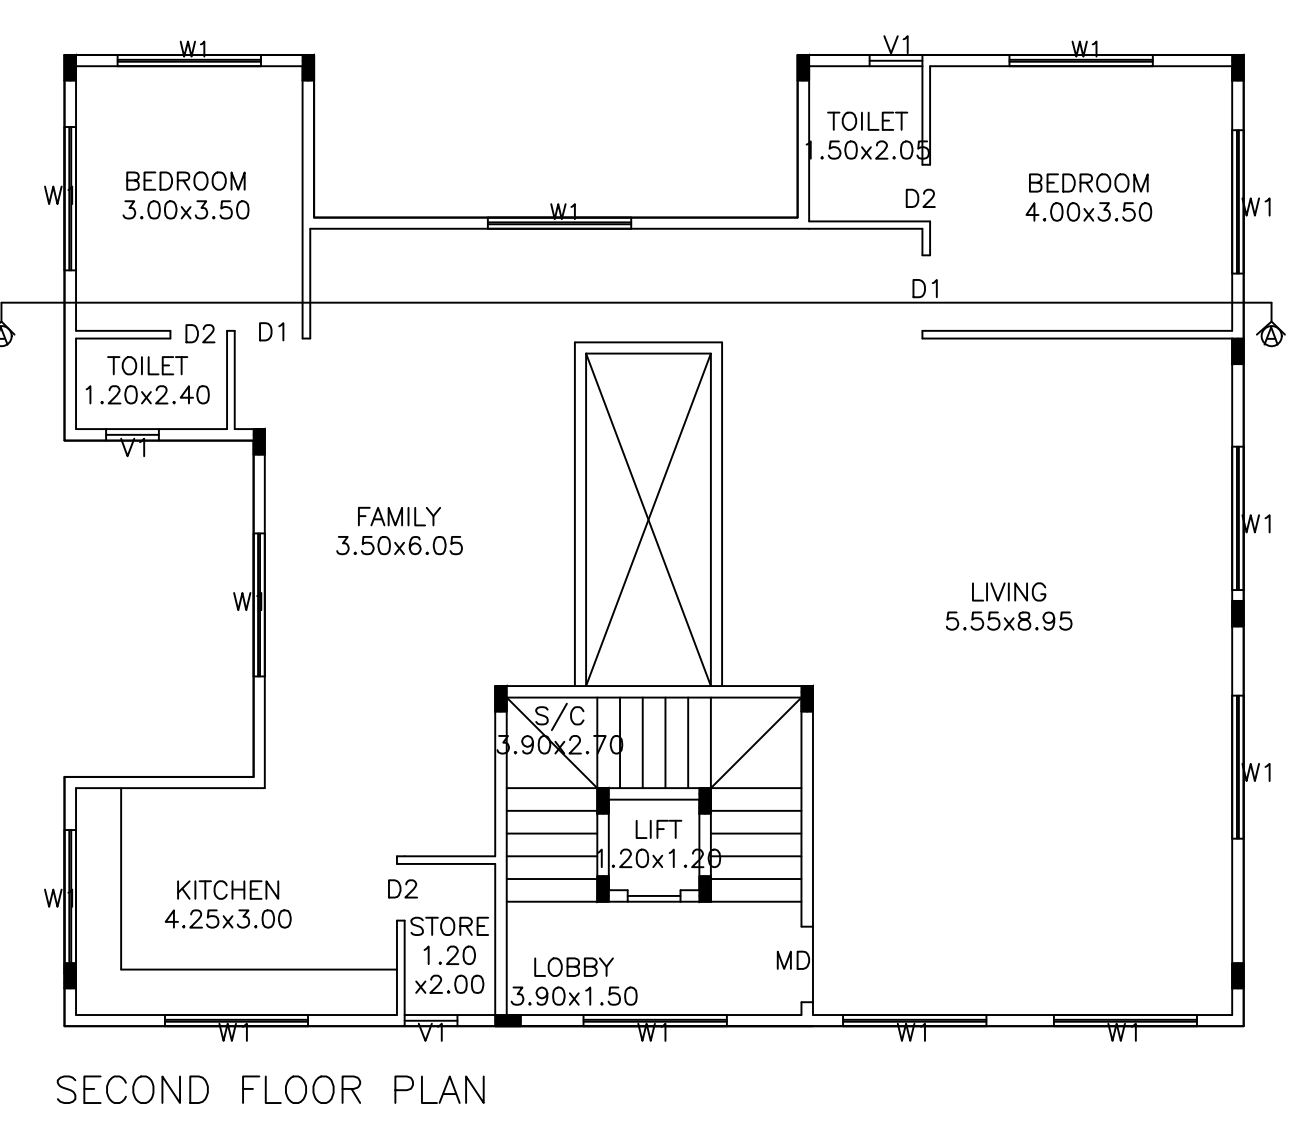 W1
V1
W1
TOILET
1.50x2.05
BEDROOM
3.00x3.50
W1
BEDROOM
4.00x3.50
D2
W1
W1
D1
A
D2
D1
A
TOILET
1.20x2.40
V1
FAMILY
3.50x6.05
W1
W1
LIVING
5.55x8.95
S/C
3.90x2.70
W1
LIFT
1.20x1.20
W1
KITCHEN
4.25x3.00
D2
STORE
1.20
x2.00
LOBBY
3.90x1.50
MD
W1
V1
W1
W1
W1
SECOND FLOOR PLAN